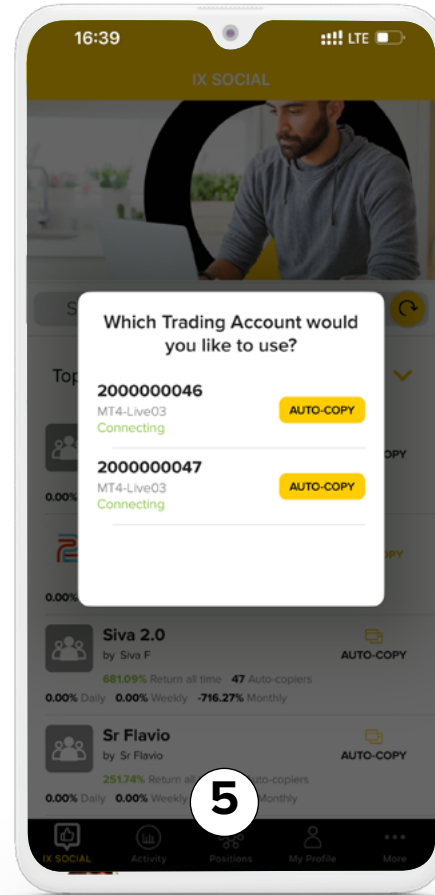 16:39
LTE
IX SOCIAL
S
Which Trading Account would
you like to use?
Top
2000000046
MT4-Live03
Connecting
AUTO-COPY
OPY
0.00%
2000000047
MT4-Live03
Connecting
AUTO-COPY
OPY
0.00%
Siva 2.0
by Siva F
AUTO-COPY
681.09% Return all time 47 Auto-copiers
0.00% Daily 0.00% Weekly -716.27% Monthly
Sr Flavio
by Sr Flavio
AUTO-COPY
251.74% Return all uto-copiers
0.00% Daily 0.00% Weekly Monthly
5
IX SOCIAL Activity Positions My Profile More